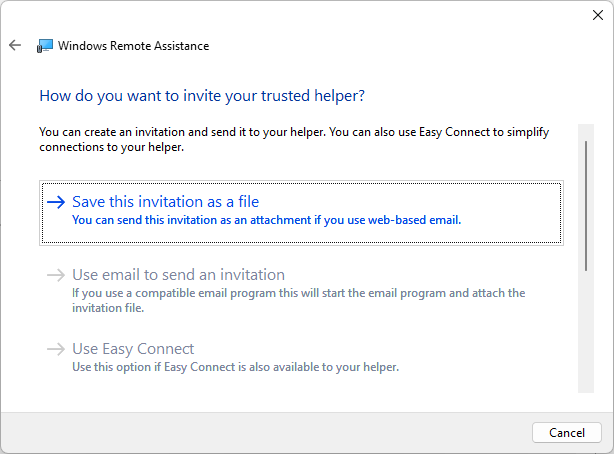 Windows Remote Assistance
How do you want to invite your trusted helper?
You can create an invitation and send it to your helper. You can also use Easy Connect to simplify
connections to your helper.
Save this invitation as a file
You can send this invitation as an attachment if you use web-based email.
Use email to send an invitation
If you use a compatible email program this will start the email program and attach the
invitation file.
Use Easy Connect
Use this option if Easy Connect is also available to your helper.
Cancel